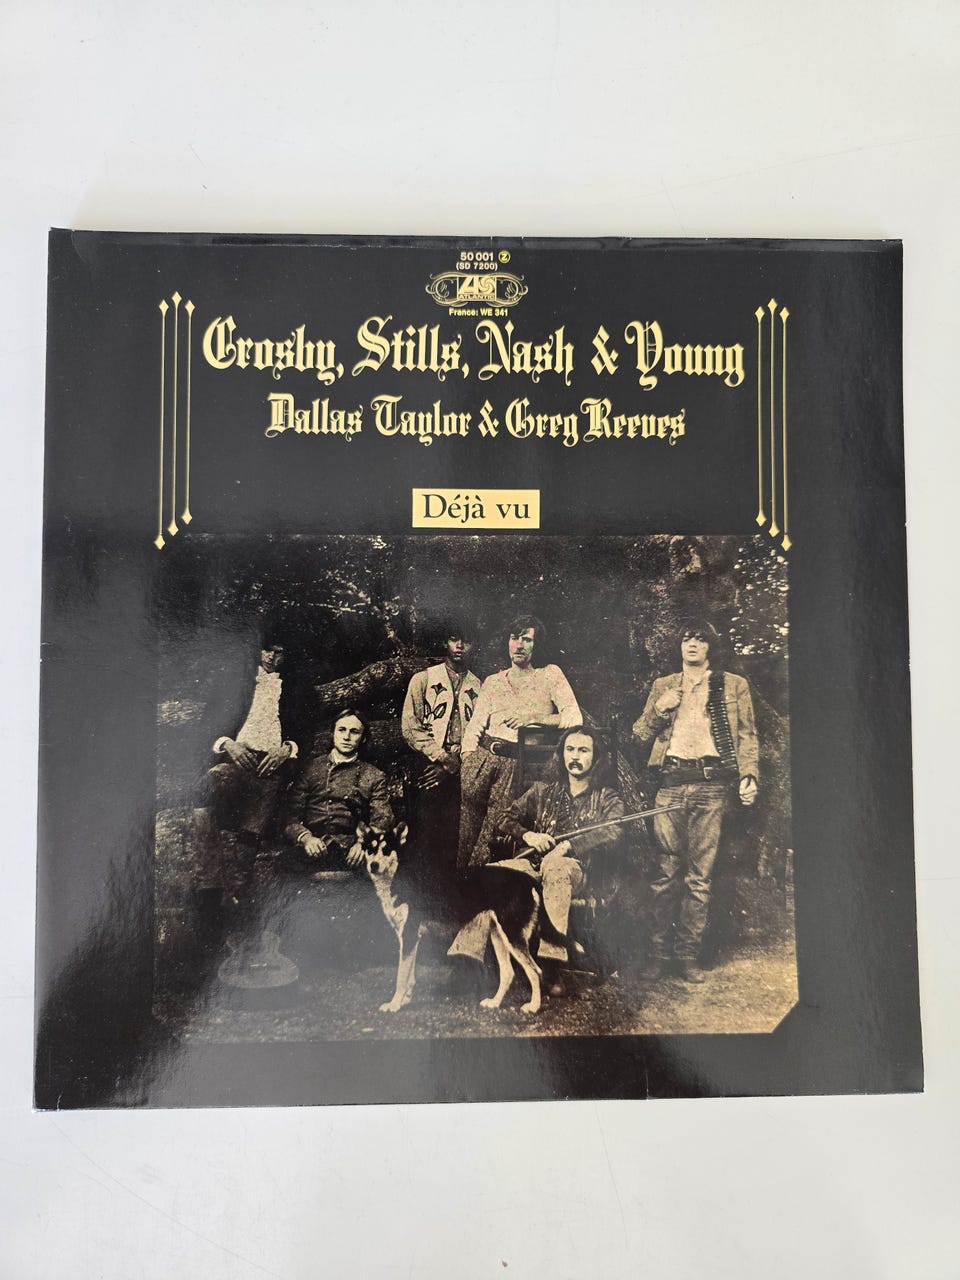 50 001 Z
(SD 7200)
ATLANTIC
France: WE 341
Crosby, Stills, Nash & Young
Dallas Taylor & Greg Reeves
Déjà vu